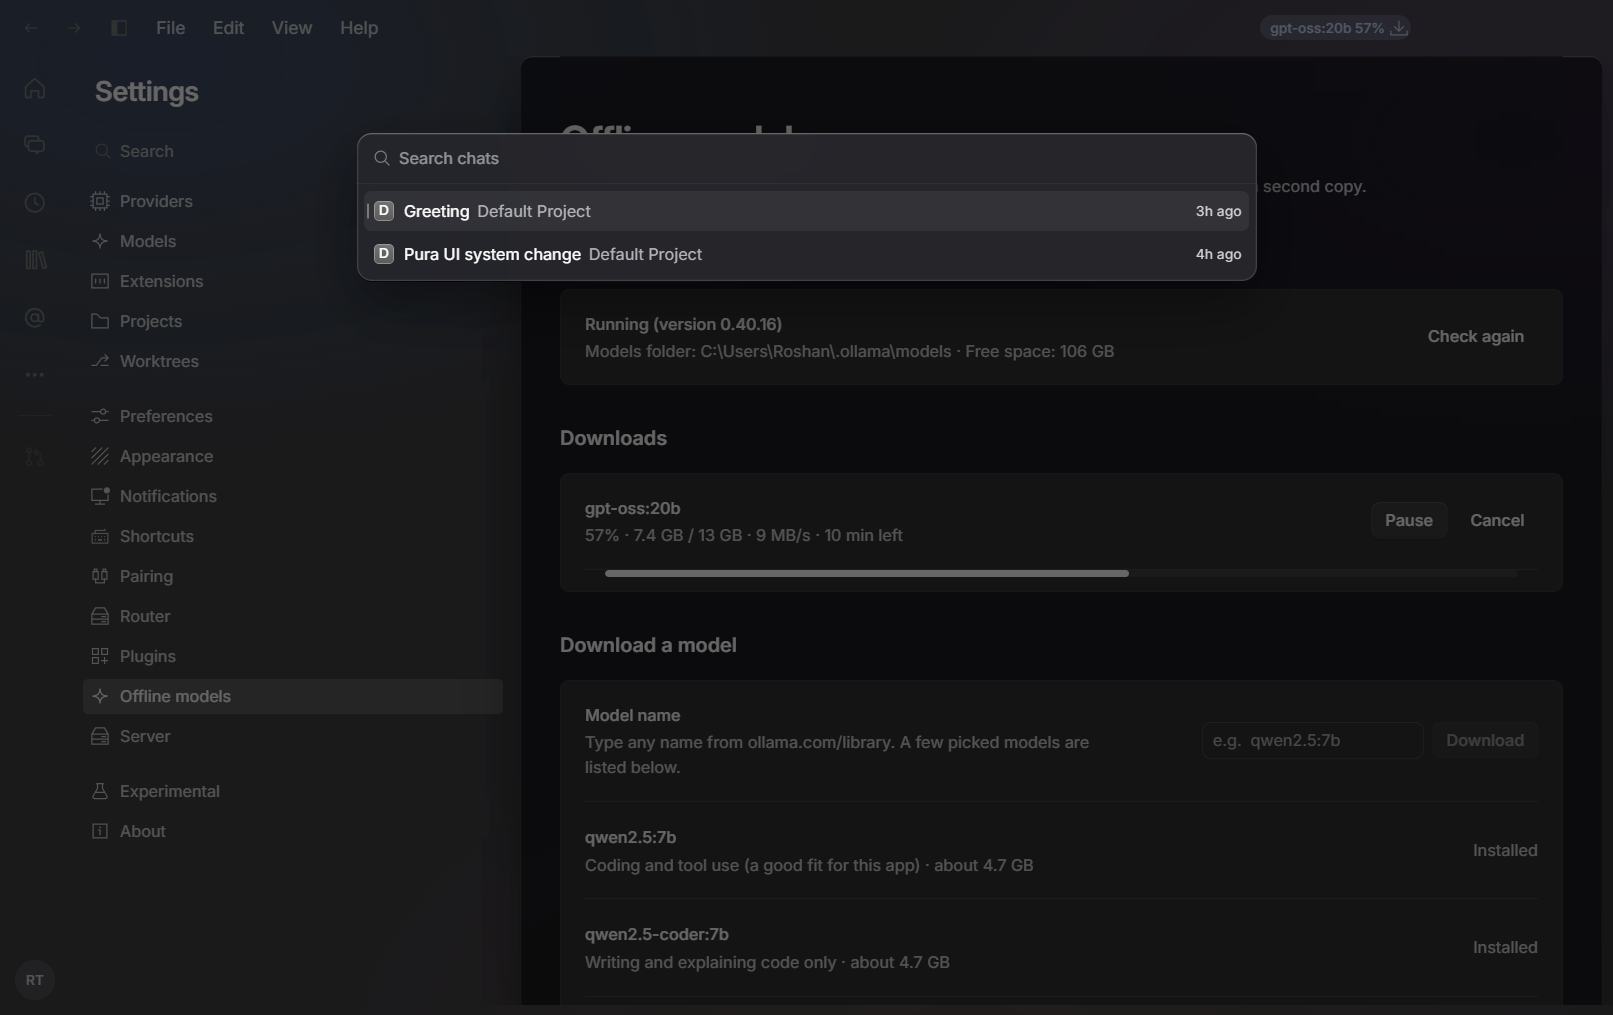 File Edit View Help
gpt-oss:20b 57%
Settings
Search
Providers
Models
Extensions
Projects
Worktrees
Preferences
Appearance
Notifications
Shortcuts
Pairing
Router
Plugins
Offline models
Server
Experimental
About
RT
Search chats
D Greeting Default Project 3h ago
D Pura UI system change Default Project 4h ago
second copy.
Running (version 0.40.16)
Models folder: C:\Users\Roshan\.ollama\models · Free space: 106 GB
Check again
Downloads
gpt-oss:20b
57% · 7.4 GB / 13 GB · 9 MB/s · 10 min left
Pause Cancel
Download a model
Model name
Type any name from ollama.com/library. A few picked models are
listed below.
e.g. qwen2.5:7b Download
qwen2.5:7b
Coding and tool use (a good fit for this app) · about 4.7 GB
Installed
qwen2.5-coder:7b
Writing and explaining code only · about 4.7 GB
Installed